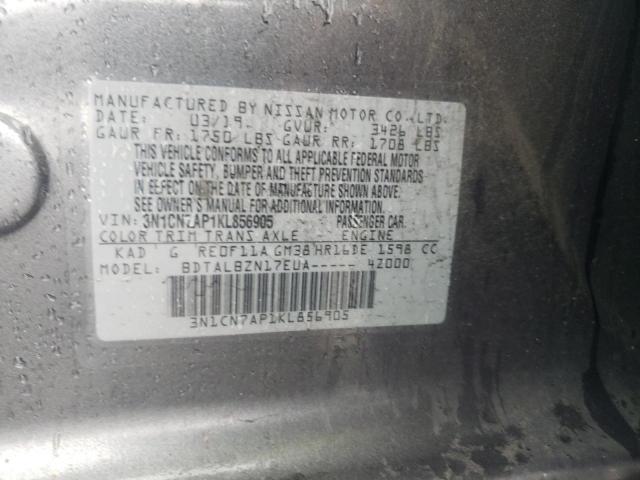 MANUFACTURED BY NISSAN MOTOR CO.,LTD.
DATE: 03/19 GVWR: 3426 LBS
GAWR FR: 1750 LBS GAWR RR: 1708 LBS
THIS VEHICLE CONFORMS TO ALL APPLICABLE FEDERAL MOTOR
VEHICLE SAFETY, BUMPER AND THEFT PREVENTION STANDARDS
IN EFFECT ON THE DATE OF MANUFACTURE SHOWN ABOVE.
SEE OWNER'S MANUAL FOR ADDITIONAL INFORMATION.
VIN: 3N1CN7AP1KL856905 PASSENGER CAR.
COLOR TRIM TRANS AXLE ENGINE
KAD G RE0F11A GM38 HR16DE 1598 CC
MODEL: BDTALBZN17EUA----- 42000
3N1CN7AP1KL856905